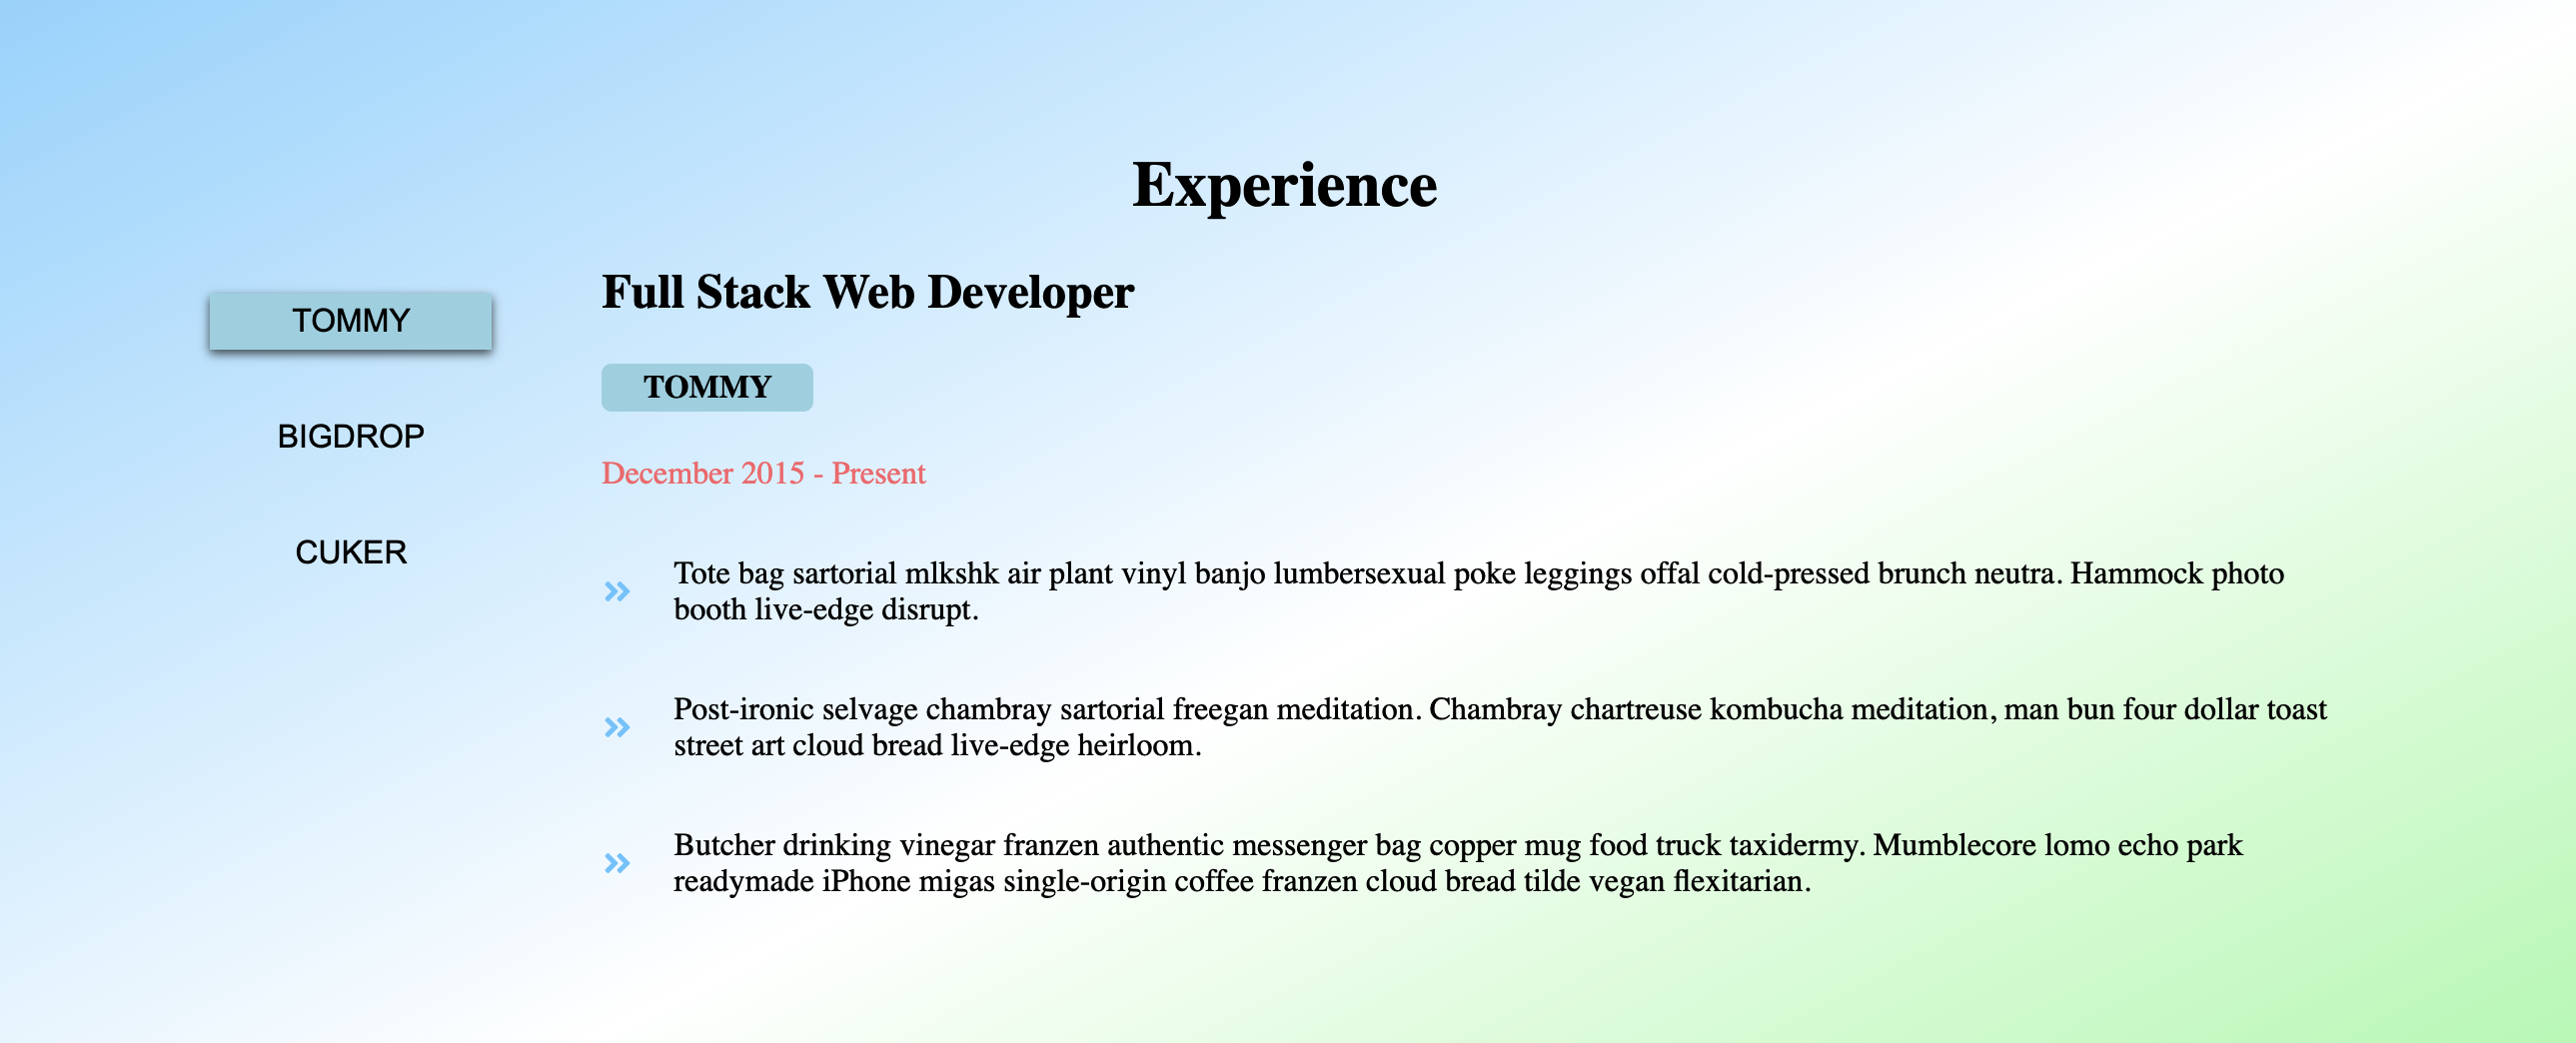 Experience
TOMMY
BIGDROP
CUKER
Full Stack Web Developer
TOMMY
December 2015 - Present
Tote bag sartorial mlkshk air plant vinyl banjo lumbersexual poke leggings offal cold-pressed brunch neutra. Hammock photo
booth live-edge disrupt.
Post-ironic selvage chambray sartorial freegan meditation. Chambray chartreuse kombucha meditation, man bun four dollar toast
street art cloud bread live-edge heirloom.
Butcher drinking vinegar franzen authentic messenger bag copper mug food truck taxidermy. Mumblecore lomo echo park
readymade iPhone migas single-origin coffee franzen cloud bread tilde vegan flexitarian.